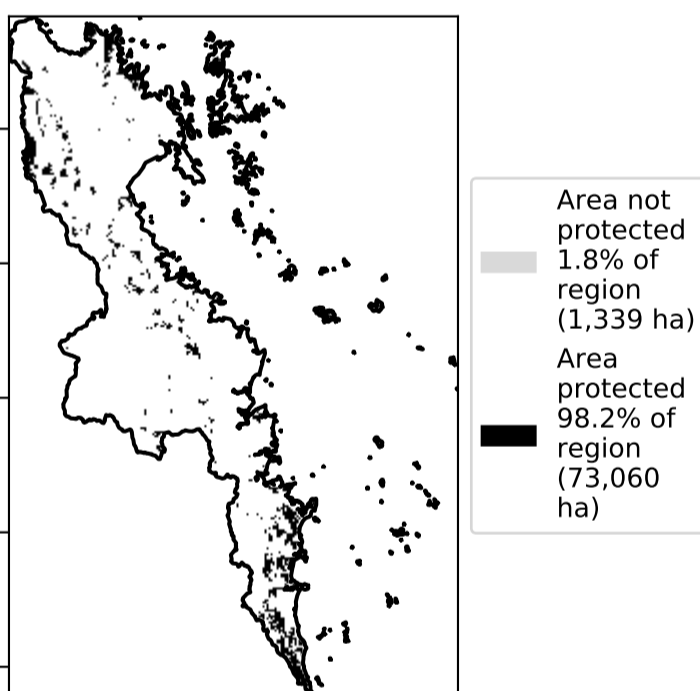 Area not
protected
1.8% of
region
(1,339 ha)
Area
protected
98.2% of
region
(73,060
ha)